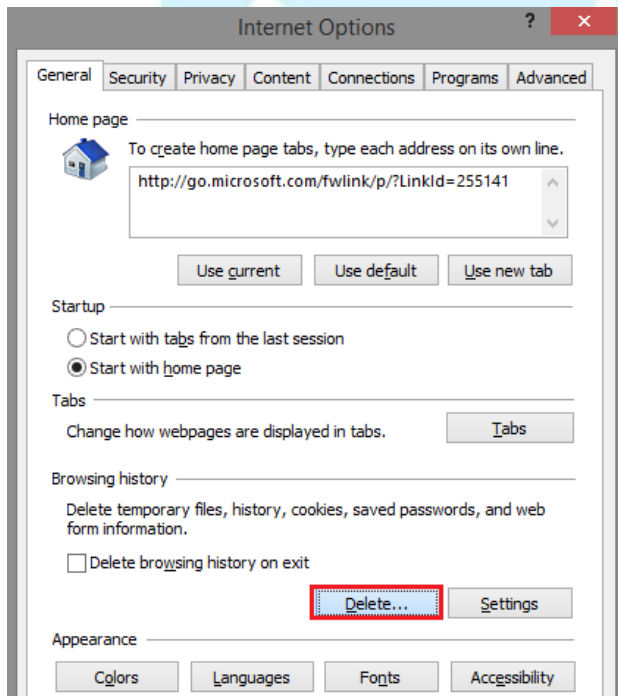 Internet Options
?
General Security Privacy Content Connections Programs Advanced
Home page
To create home page tabs, type each address on its own line.
http://go.microsoft.com/fwlink/p/?LinkId=255141
Use current Use default Use new tab
Startup
Start with tabs from the last session
Start with home page
Tabs
Change how webpages are displayed in tabs. Tabs
Browsing history
Delete temporary files, history, cookies, saved passwords, and web
form information.
Delete browsing history on exit
Delete... Settings
Appearance
Colors Languages Fonts Accessibility